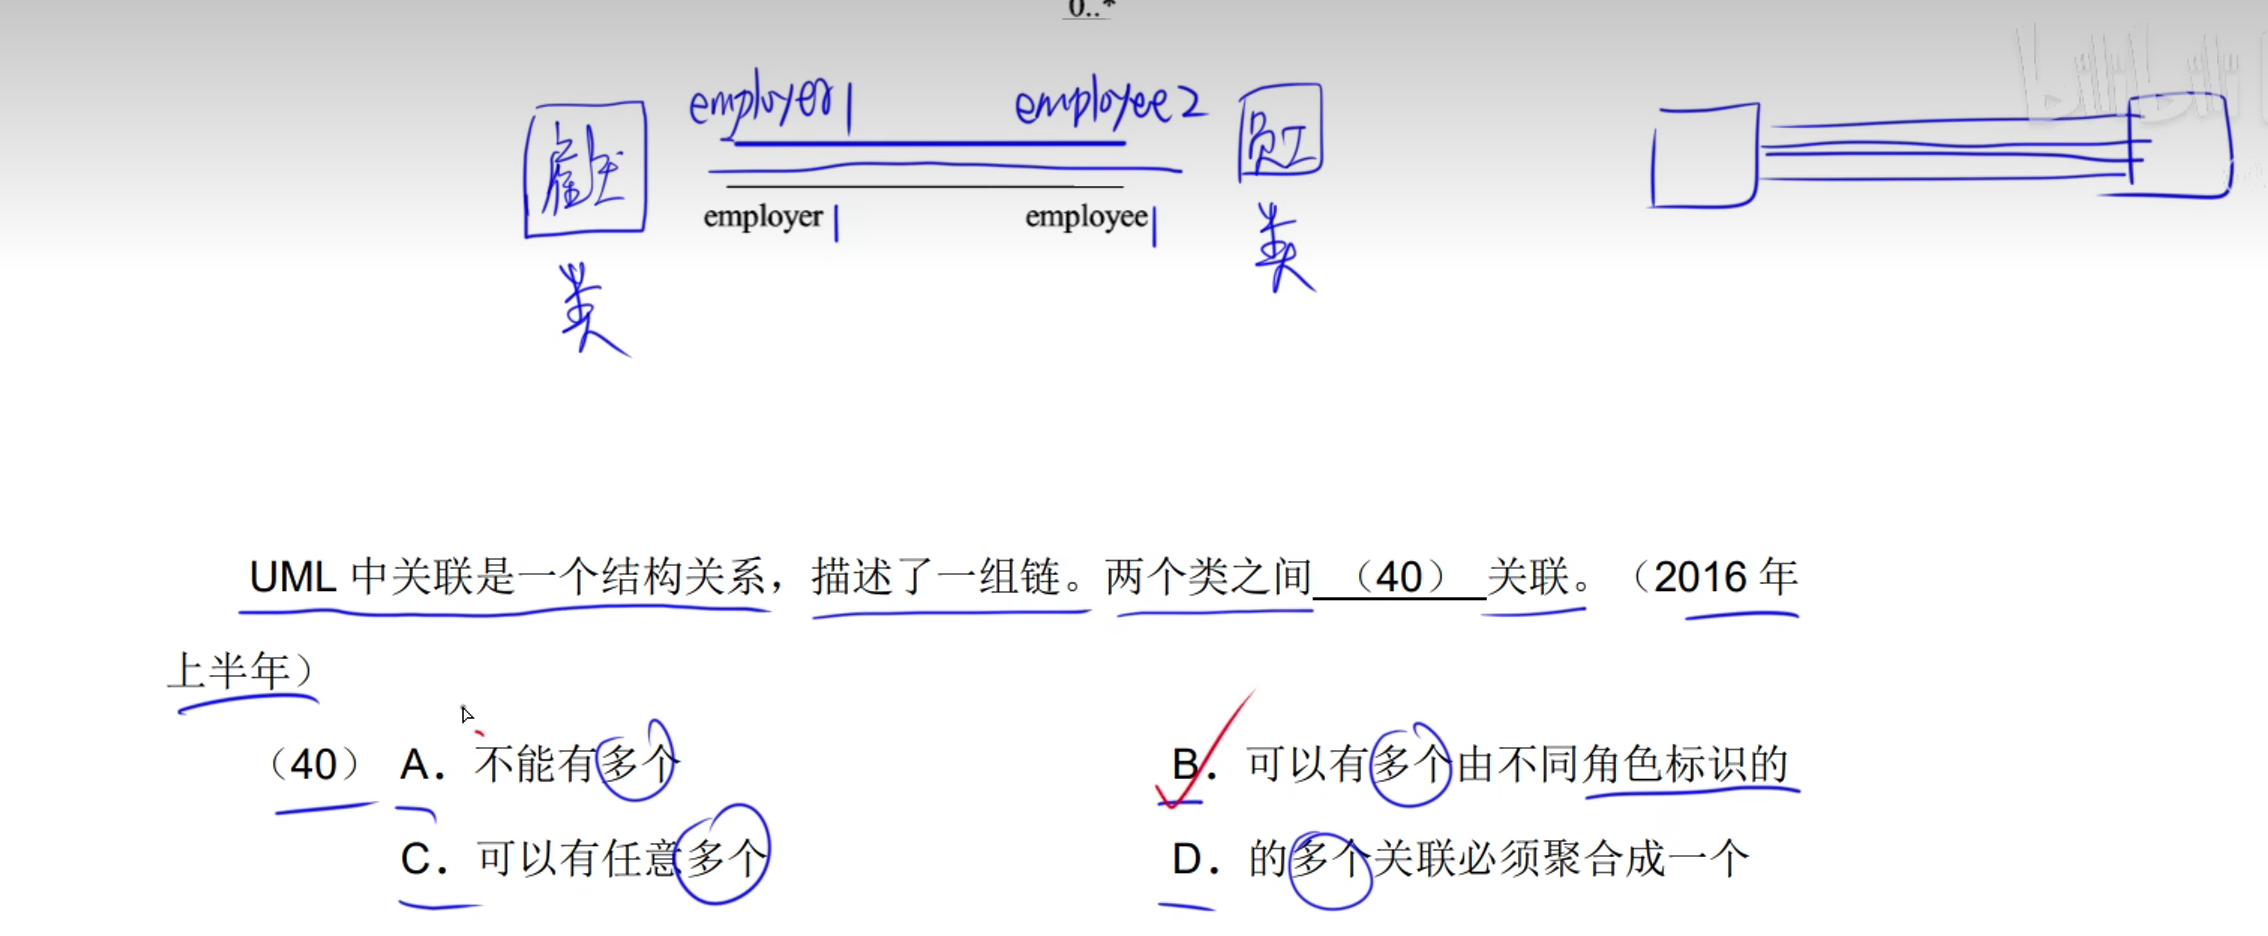 0..*
employer1 employee2
雇主 员工
employer| employee|
类 类
bilibili
UML 中关联是一个结构关系，描述了一组链。两个类之间 （40） 关联。（2016 年
上半年）
（40） A． 不能有多个 B． 可以有多个由不同角色标识的
C． 可以有任意多个 D． 的多个关联必须聚合成一个